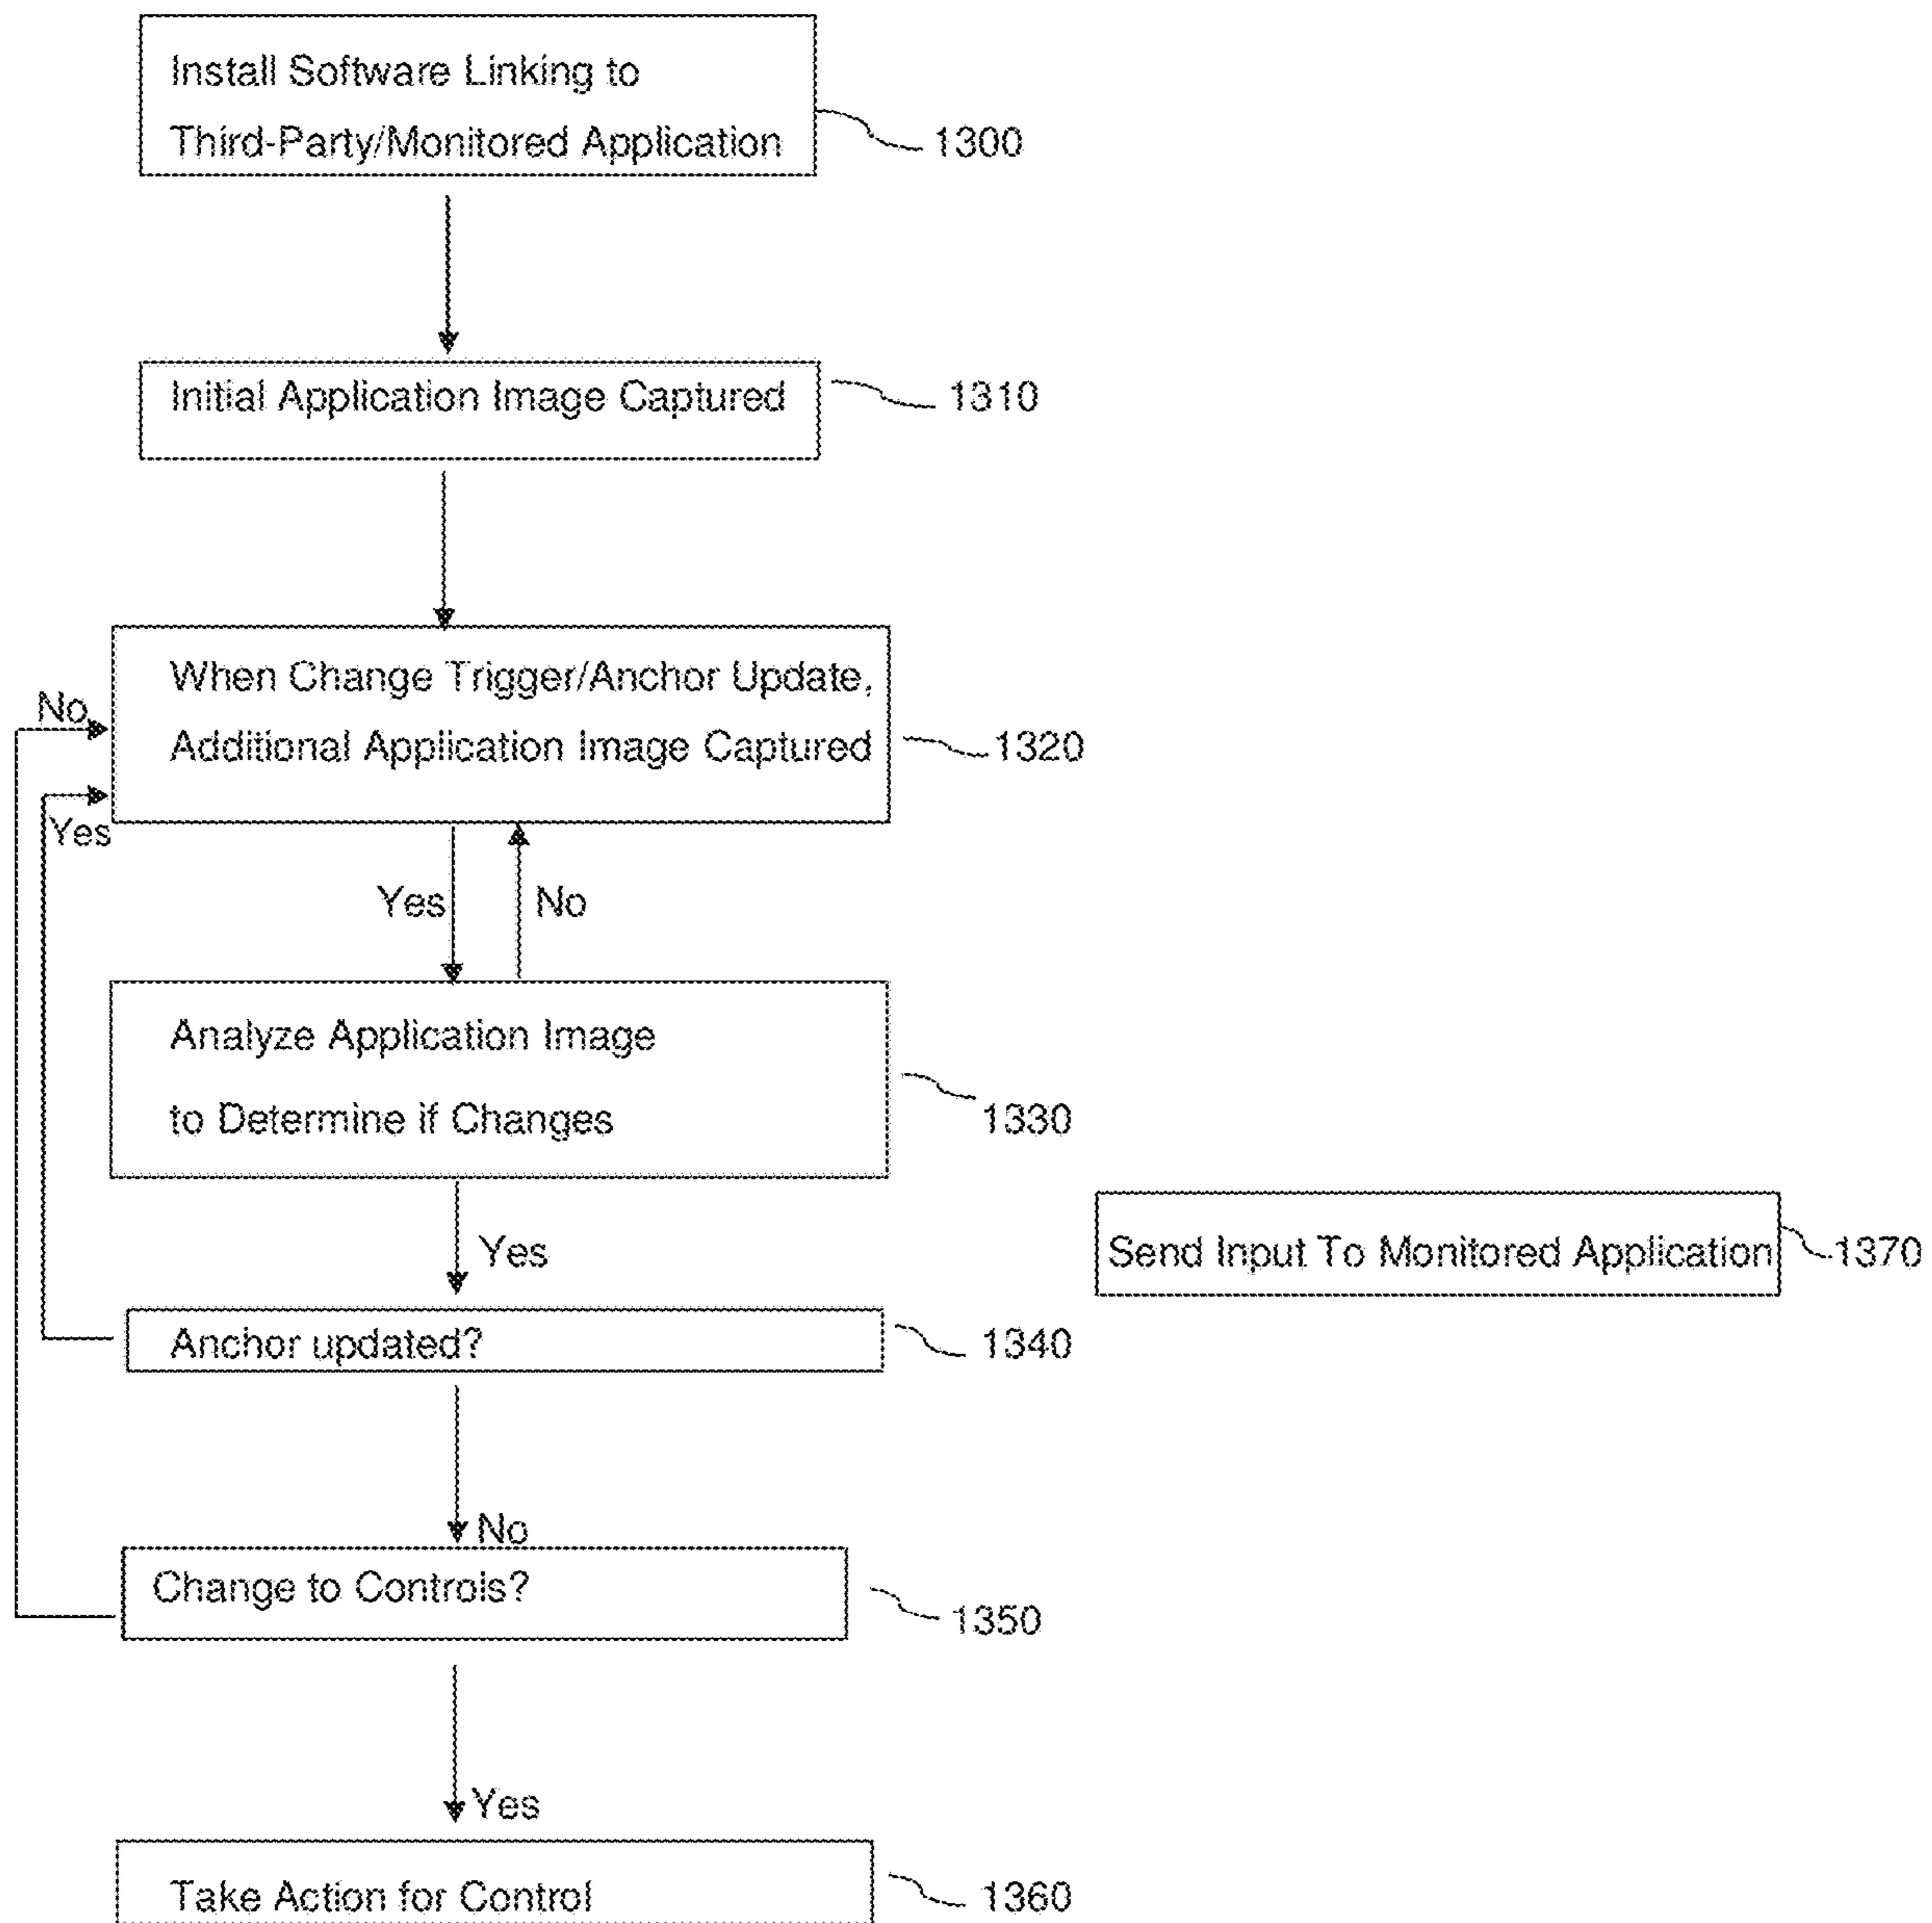 Install Software Linking to
Third-Party/Monitored Application
1300
Initial Application Image Captured
1310
When Change Trigger/Anchor Update,
Additional Application Image Captured
1320
No
Yes
Yes
No
Analyze Application Image
to Determine if Changes
1330
Yes
Send Input To Monitored Application
1370
Anchor updated?
1340
No
Change to Controls?
1350
Yes
Take Action for Control
1360